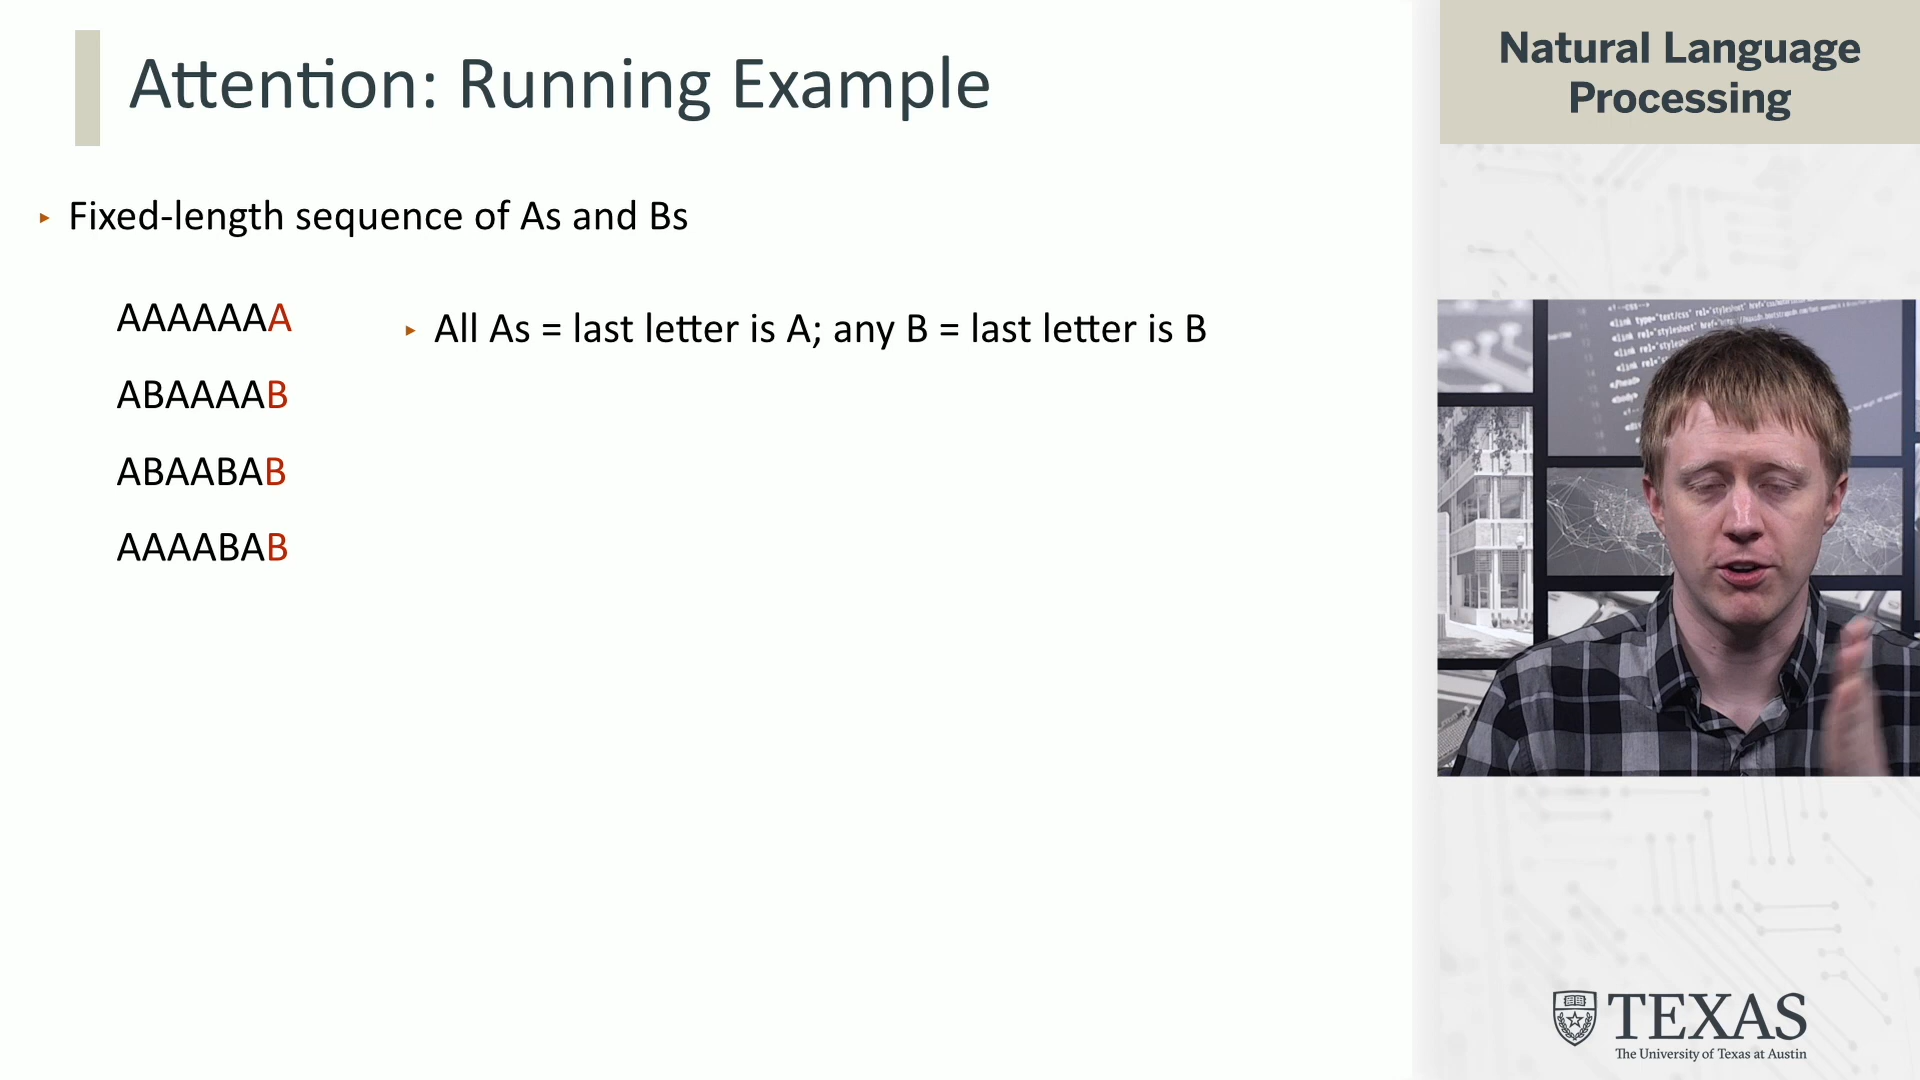 Attention: Running Example
Natural Language
Processing
▸ Fixed-length sequence of As and Bs
AAAAAAA
▸ All As = last letter is A; any B = last letter is B
ABAAAAB
ABAABAB
AAAABAB
TEXAS
The University of Texas at Austin